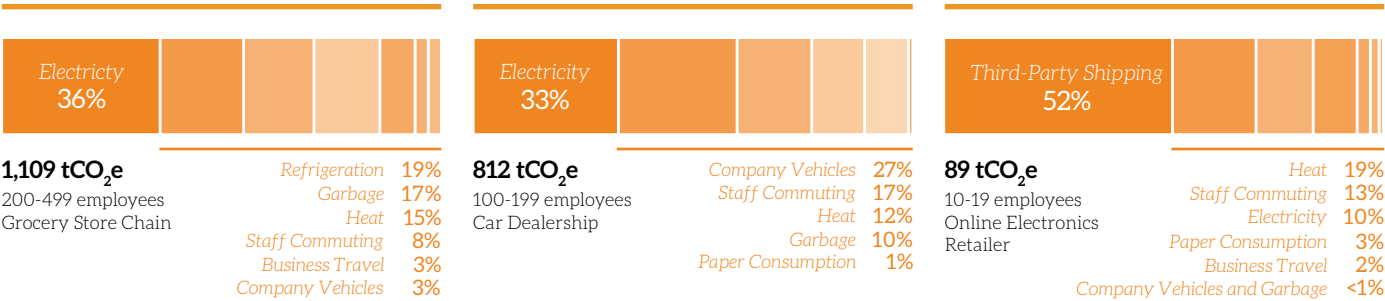 Electricty
36%
1,109 tCO2e
200-499 employees
Grocery Store Chain
Refrigeration 19%
Garbage 17%
Heat 15%
Staff Commuting 8%
Business Travel 3%
Company Vehicles 3%
Electricity
33%
812 tCO2e
100-199 employees
Car Dealership
Company Vehicles 27%
Staff Commuting 17%
Heat 12%
Garbage 10%
Paper Consumption 1%
Third-Party Shipping
52%
89 tCO2e
10-19 employees
Online Electronics
Retailer
Heat 19%
Staff Commuting 13%
Electricity 10%
Paper Consumption 3%
Business Travel 2%
Company Vehicles and Garbage <1%